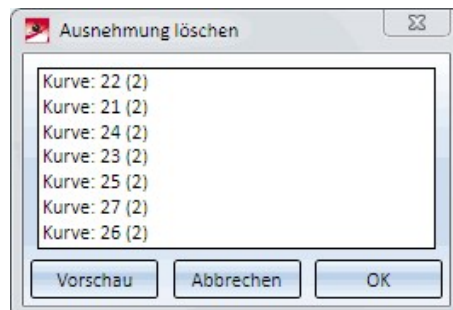 Ausnehmung löschen
Kurve: 22 (2)
Kurve: 21 (2)
Kurve: 24 (2)
Kurve: 23 (2)
Kurve: 25 (2)
Kurve: 27 (2)
Kurve: 26 (2)
Vorschau Abbrechen OK